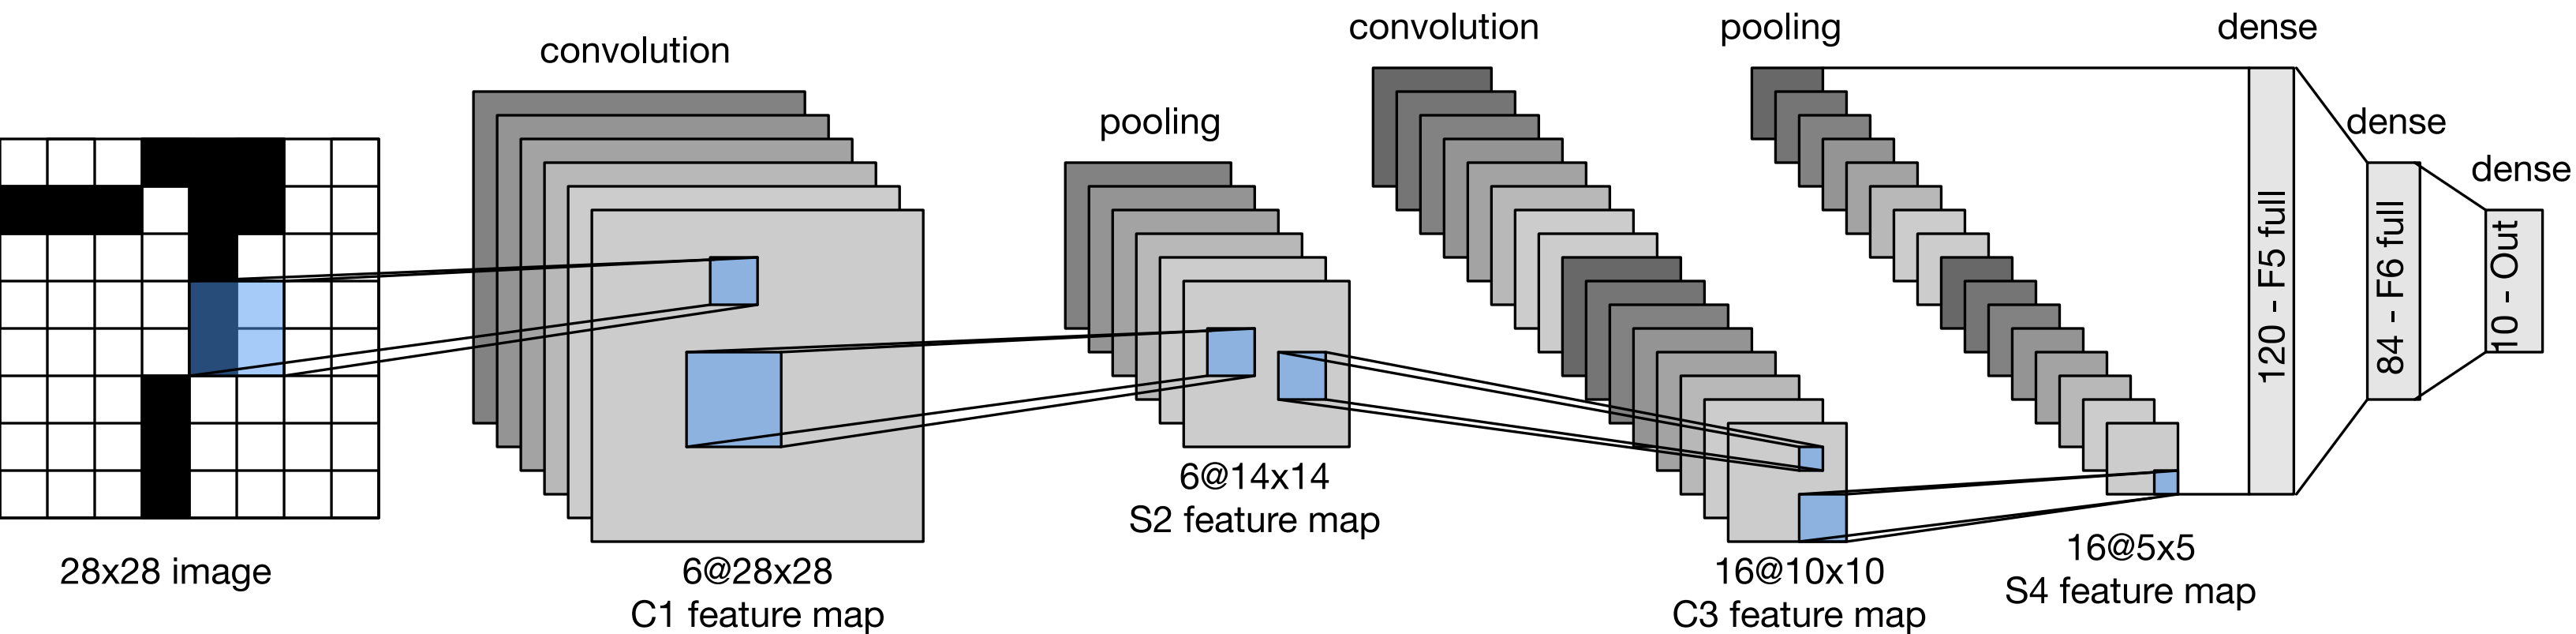 convolution
pooling
convolution
pooling
dense
dense
dense
28x28 image
6@28x28
C1 feature map
6@14x14
S2 feature map
16@10x10
C3 feature map
16@5x5
S4 feature map
120 - F5 full
84 - F6 full
10 - Out